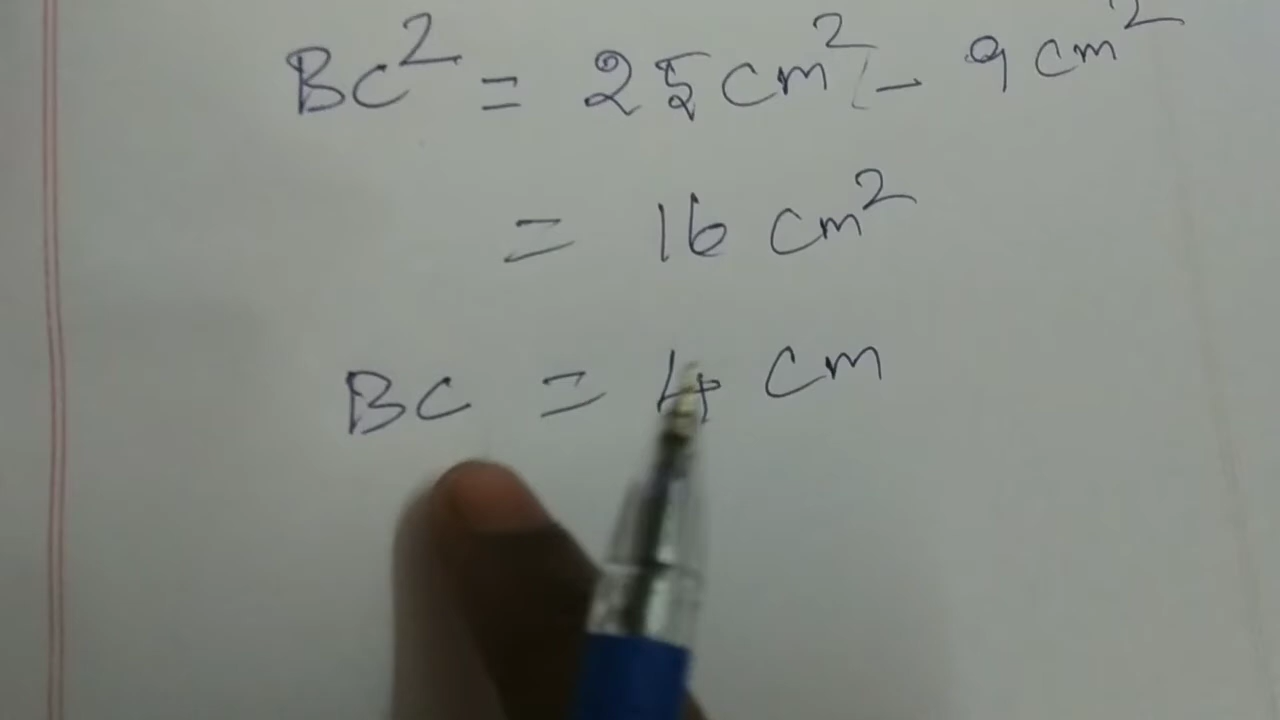 BC² = 25 cm² - 9 cm²
= 16 cm²
BC = 4 cm